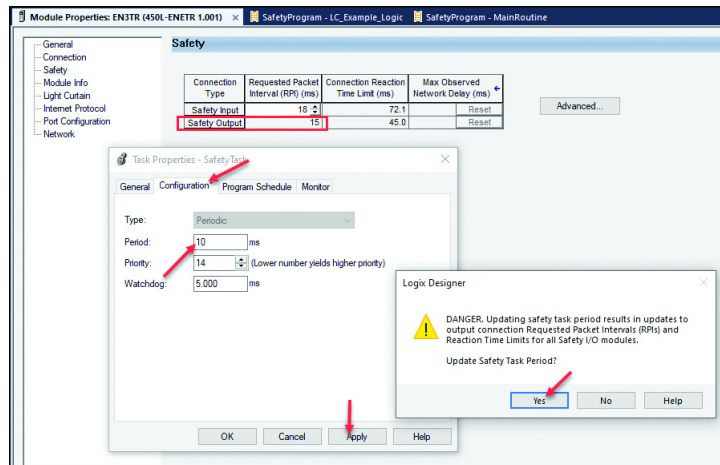 Module Properties: EN3TR (450L-ENETR 1.001) × SafetyProgram - LC_Example_Logic SafetyProgram - MainRoutine
General
Connection
Safety
Module Info
Light Curtain
Internet Protocol
Port Configuration
Network
Safety
Connection Type Requested Packet Interval (RPI) (ms) Connection Reaction Time Limit (ms) Max Observed Network Delay (ms)
Safety Input 18 72.1 Reset
Safety Output 15 45.0 Reset
Advanced...
Task Properties - SafetyTask
General Configuration* Program Schedule Monitor
Type: Periodic
Period: 10 ms
Priority: 14 (Lower number yields higher priority)
Watchdog: 5.000 ms
OK Cancel Apply Help
Logix Designer
DANGER. Updating safety task period results in updates to
output connection Requested Packet Intervals (RPIs) and
Reaction Time Limits for all Safety I/O modules.
Update Safety Task Period?
Yes No Help